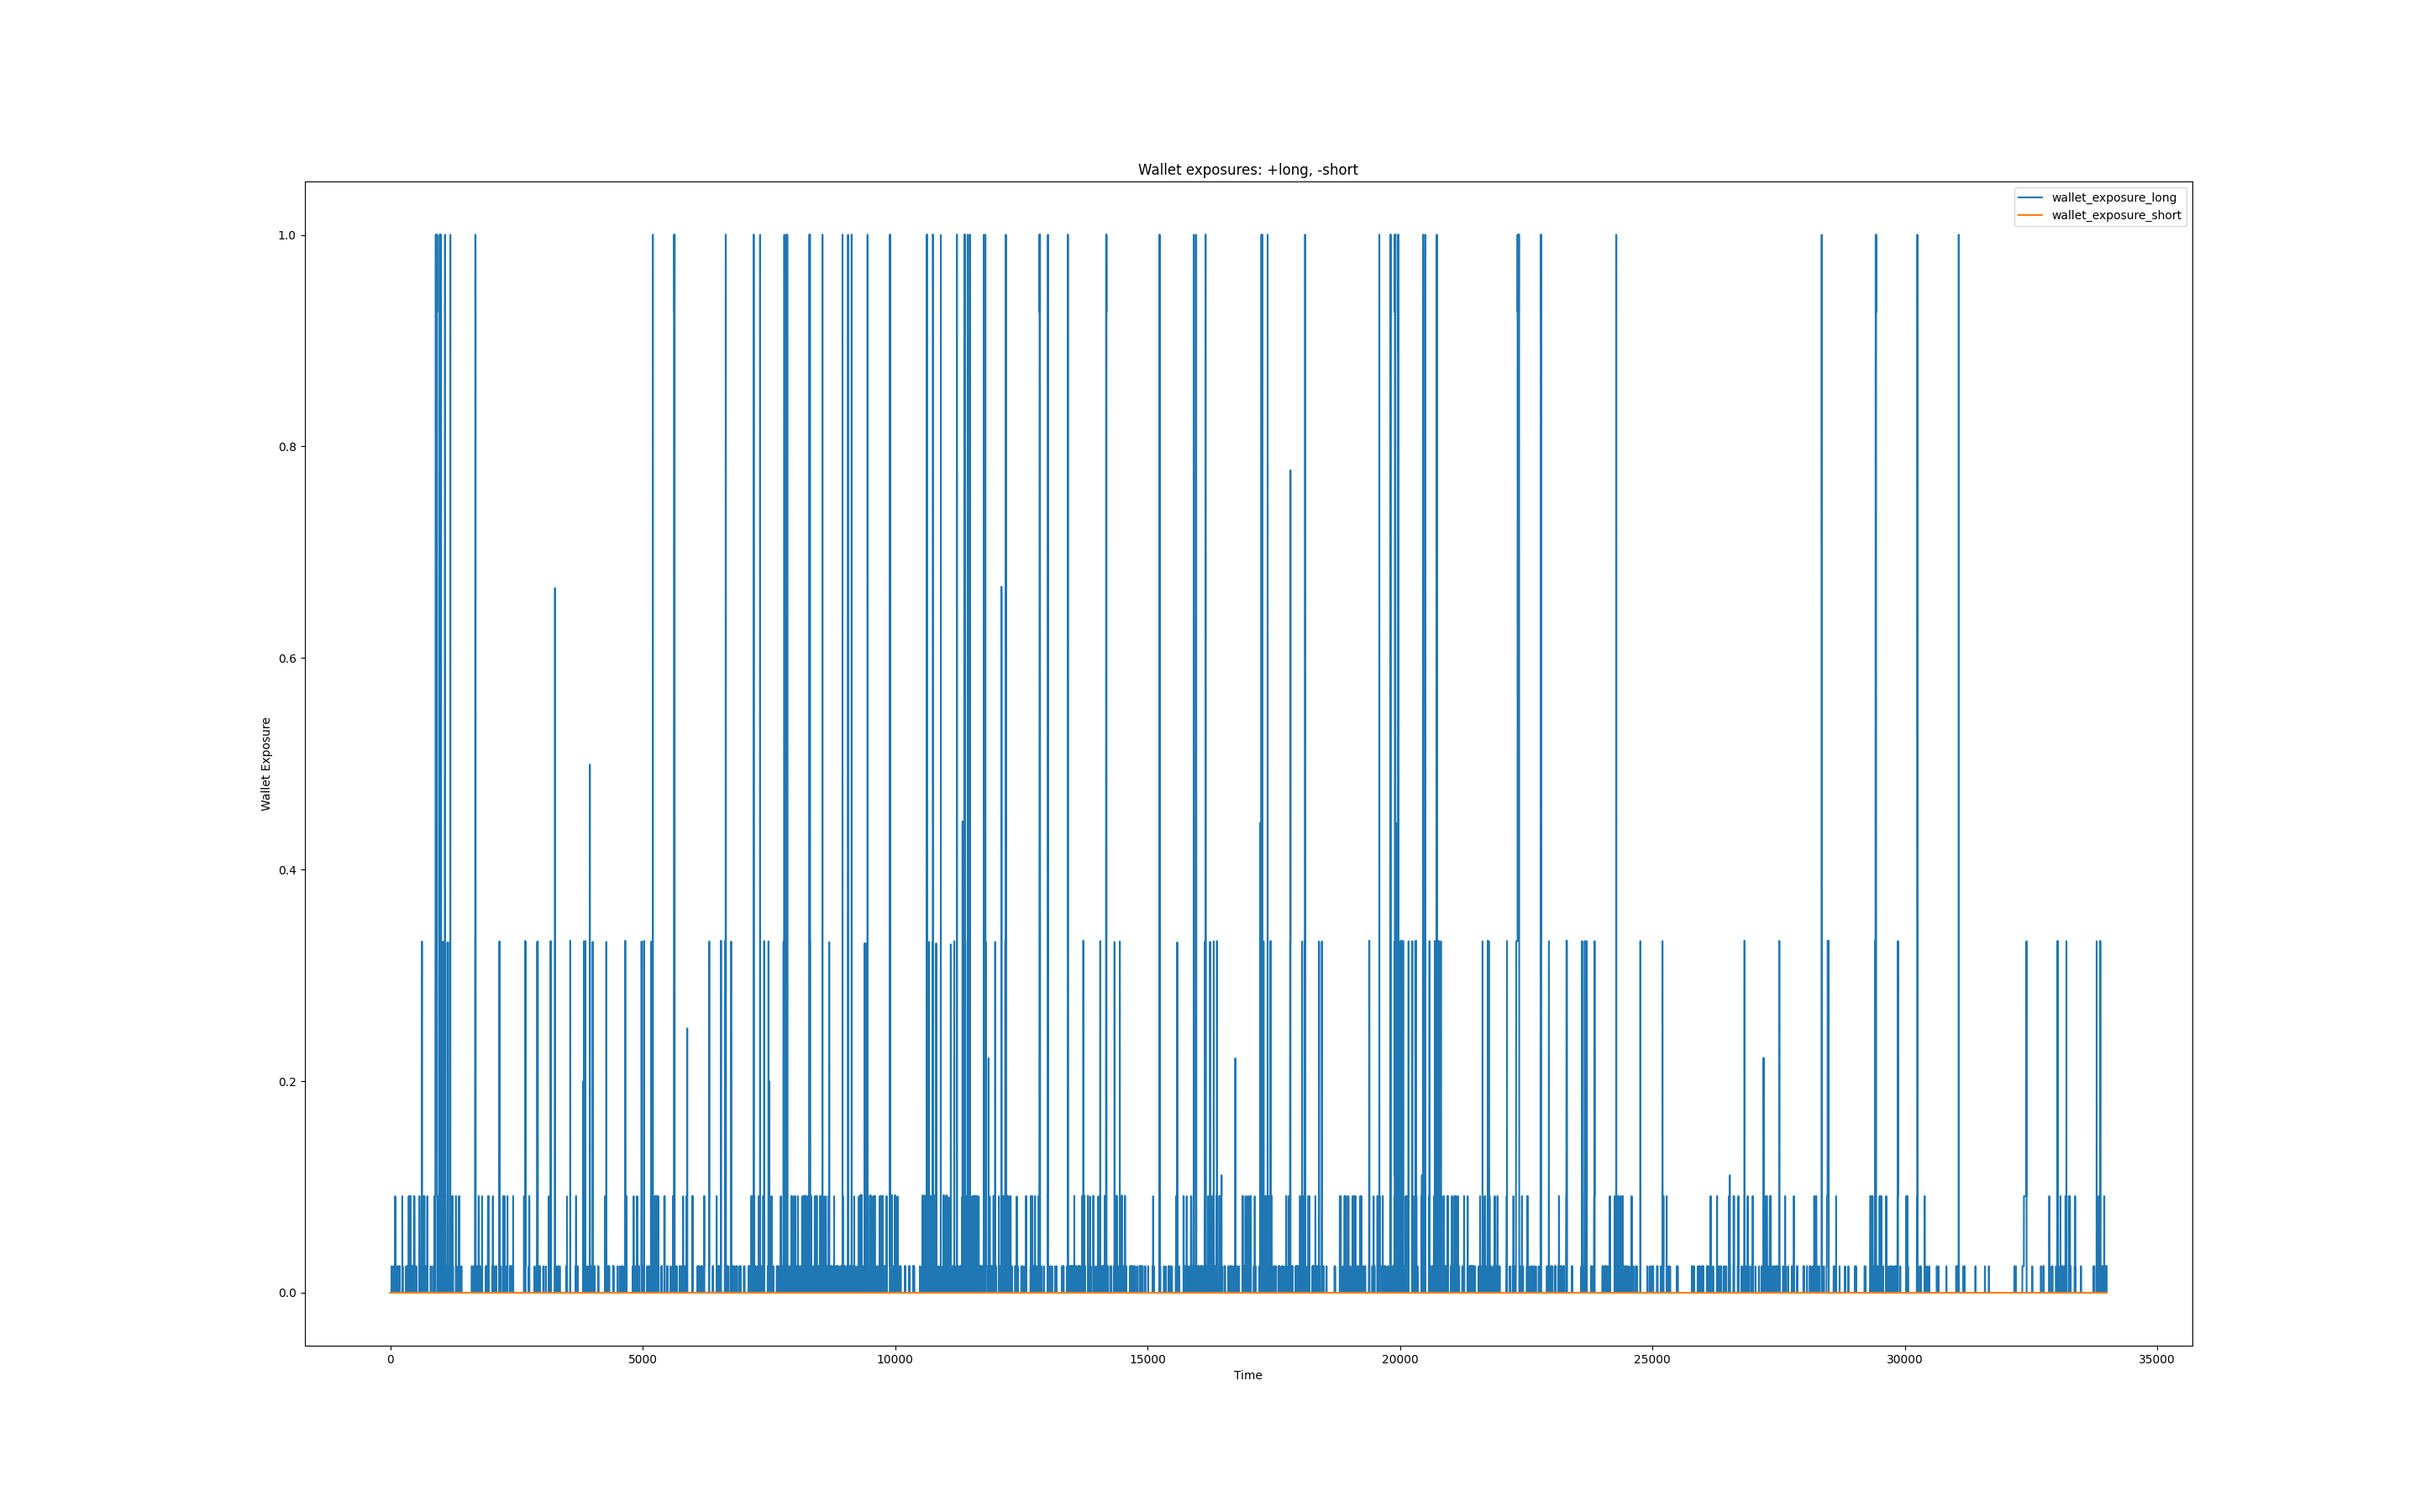 Wallet exposures: +long, -short
wallet_exposure_long
wallet_exposure_short
1.0
0.8
0.6
0.4
0.2
0.0
Wallet Exposure
0 5000 10000 15000 20000 25000 30000 35000
Time